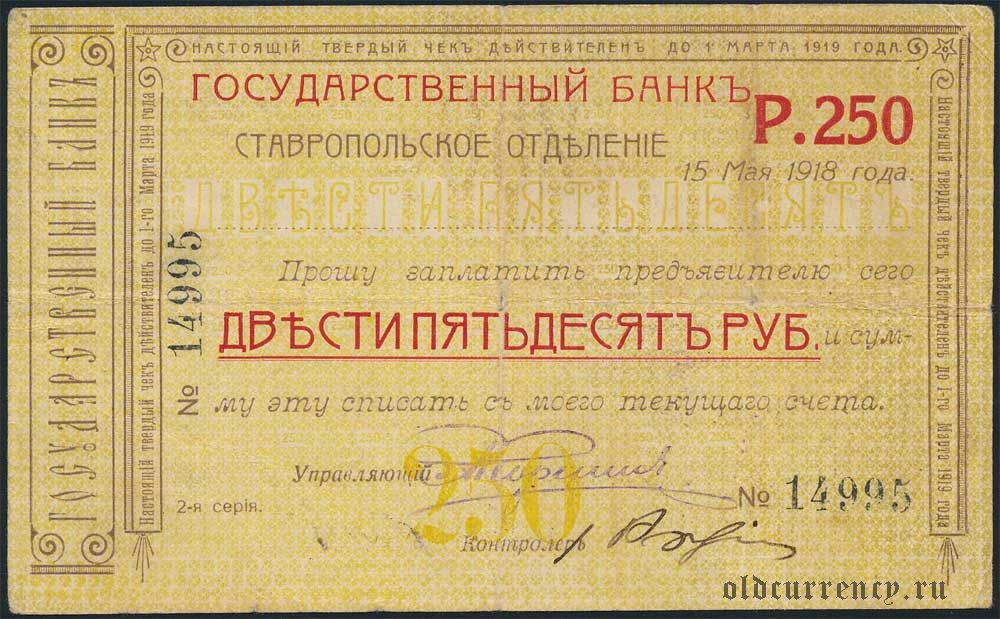 НАСТОЯЩІЙ ТВЕРДЫЙ ЧЕКЪ ДѢЙСТВИТЕЛЕНЪ ДО 1 МАРТА 1919 ГОДА.
ГОСУДАРСТВЕННЫЙ БАНКЪ
ГОСУДАРСТВЕННЫЙ БАНКЪ
Р.250
СТАВРОПОЛЬСКОЕ ОТДѢЛЕНІЕ
15 Мая 1918 года.
ДВѢСТИ ПЯТЬДЕСЯТЪ
Настоящій твердый чекъ дѣйствителенъ до 1-го Марта 1919 года
Настоящій твердый чекъ дѣйствителенъ до 1-го Марта 1919 года
№ 14995
Прошу заплатить предъявителю сего
ДВѢСТИ ПЯТЬДЕСЯТЪ РУБ. и сум-
му эту списать съ моего текущаго счета.
250
Управляющій
2-я серія.
№ 14995
Контролеръ
oldcurrency.ru